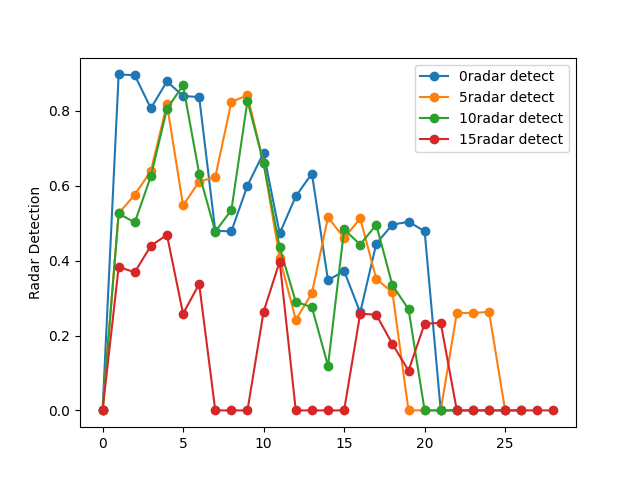 0radar detect
5radar detect
10radar detect
15radar detect
Radar Detection
0.8
0.6
0.4
0.2
0.0
0 5 10 15 20 25